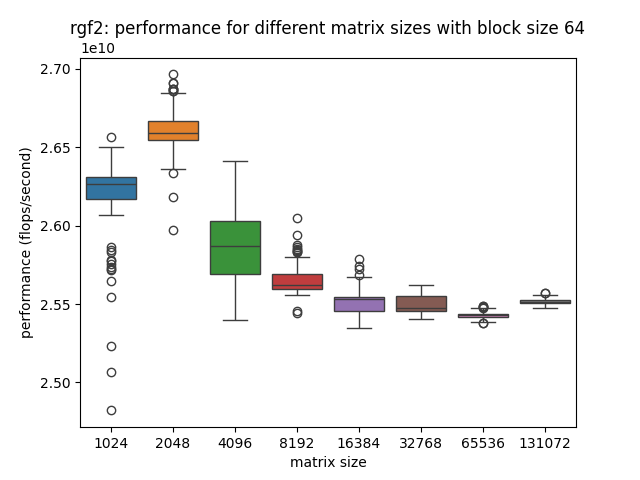 rgf2: performance for different matrix sizes with block size 64
1e10
2.70
2.65
2.60
2.55
2.50
performance (flops/second)
1024 2048 4096 8192 16384 32768 65536 131072
matrix size